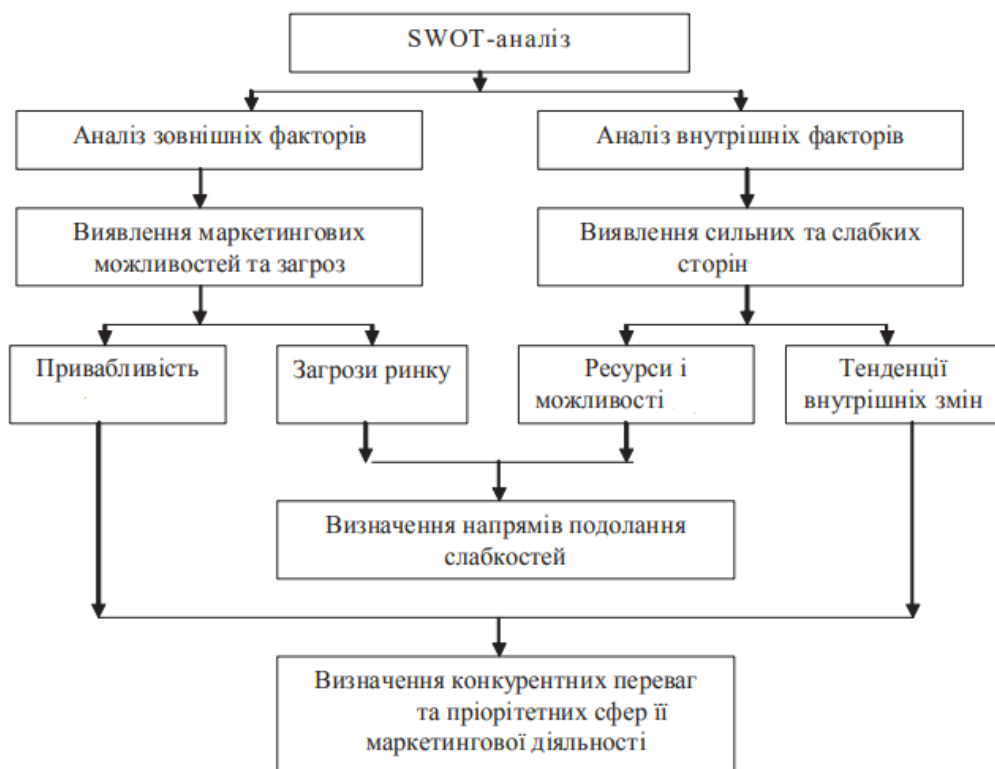 SWOT-аналіз
Аналіз зовнішніх факторів
Аналіз внутрішніх факторів
Виявлення маркетингових
можливостей та загроз
Виявлення сильних та слабких
сторін
Привабливість
Загрози ринку
Ресурси і
можливості
Тенденції
внутрішніх змін
Визначення напрямів подолання
слабкостей
Визначення конкурентних переваг
та пріорітетних сфер її
маркетингової діяльності